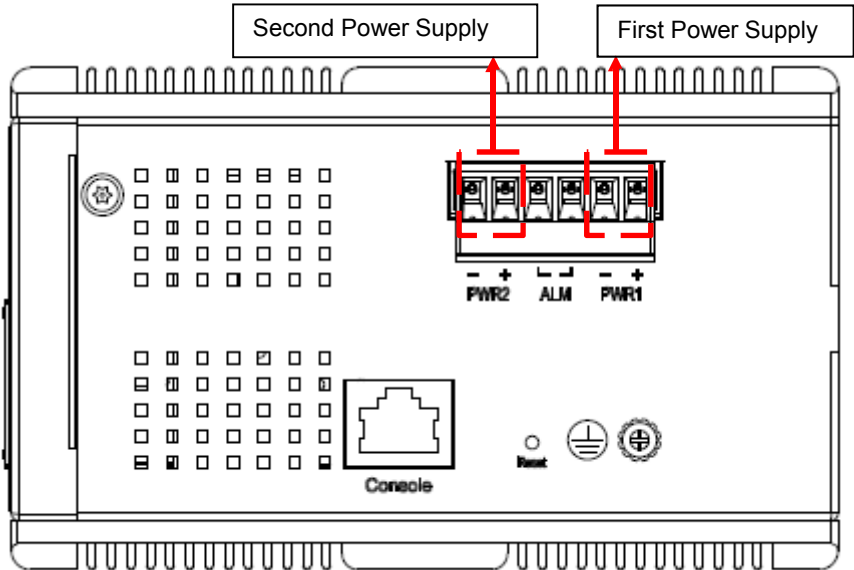 Second Power Supply
First Power Supply
- + - +
PWR2 ALM PWR1
Reset
Console